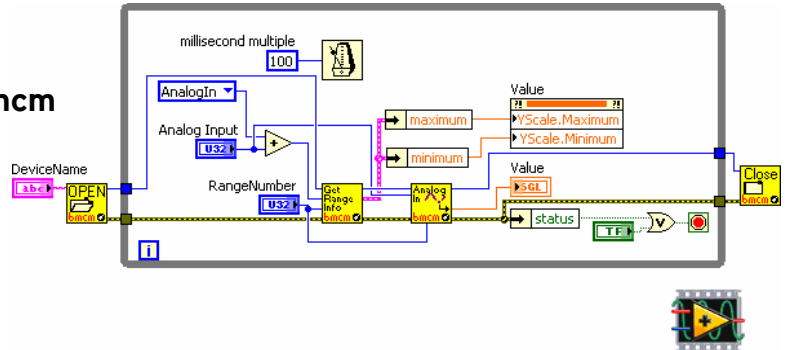 millisecond multiple
100
ncm
AnalogIn
Value
maximum
YScale.Maximum
Analog Input
U32
minimum
YScale.Minimum
DeviceName
abc
OPEN
bmcm
RangeNumber
U32
Get
Range
Info
bmcm
Analog
In
bmcm
Value
SGL
Close
bmcm
status
TF
V
i